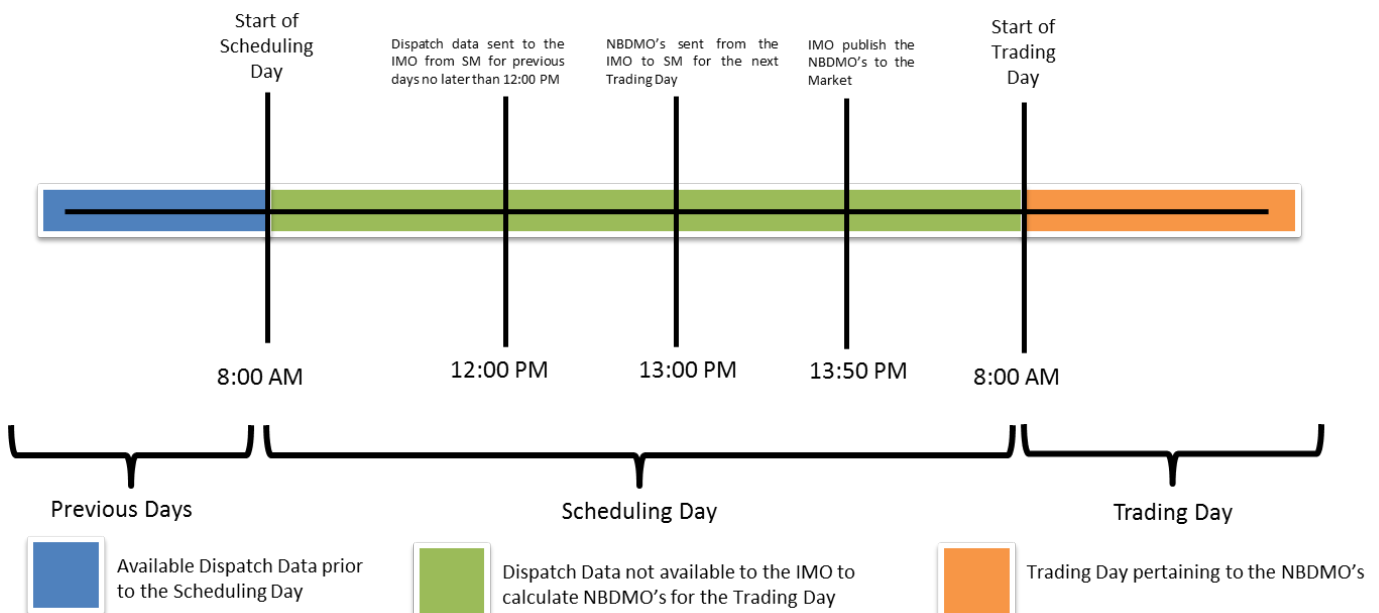 Start of
Scheduling
Day
Dispatch data sent to the
IMO from SM for previous
days no later than 12:00 PM
NBDMO's sent from the
IMO to SM for the next
Trading Day
IMO publish the
NBDMO's to the
Market
Start of
Trading
Day
8:00 AM
12:00 PM
13:00 PM
13:50 PM
8:00 AM
Previous Days
Scheduling Day
Trading Day
Available Dispatch Data prior
to the Scheduling Day
Dispatch Data not available to the IMO to
calculate NBDMO's for the Trading Day
Trading Day pertaining to the NBDMO's